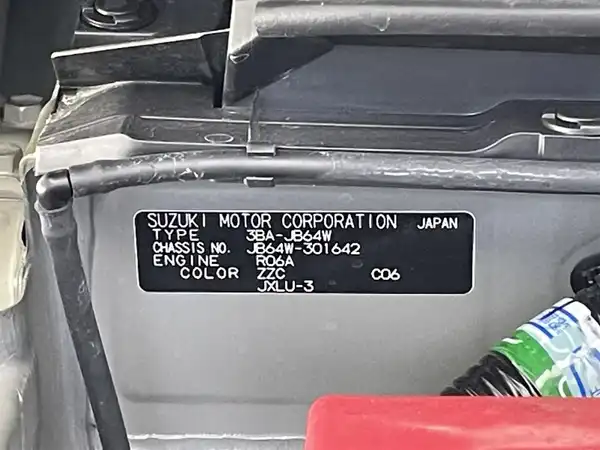 SUZUKI MOTOR CORPORATION JAPAN
TYPE 3BA-JB64W
CHASSIS NO. JB64W-301642
ENGINE R06A
COLOR ZZC C06
JXLU-3